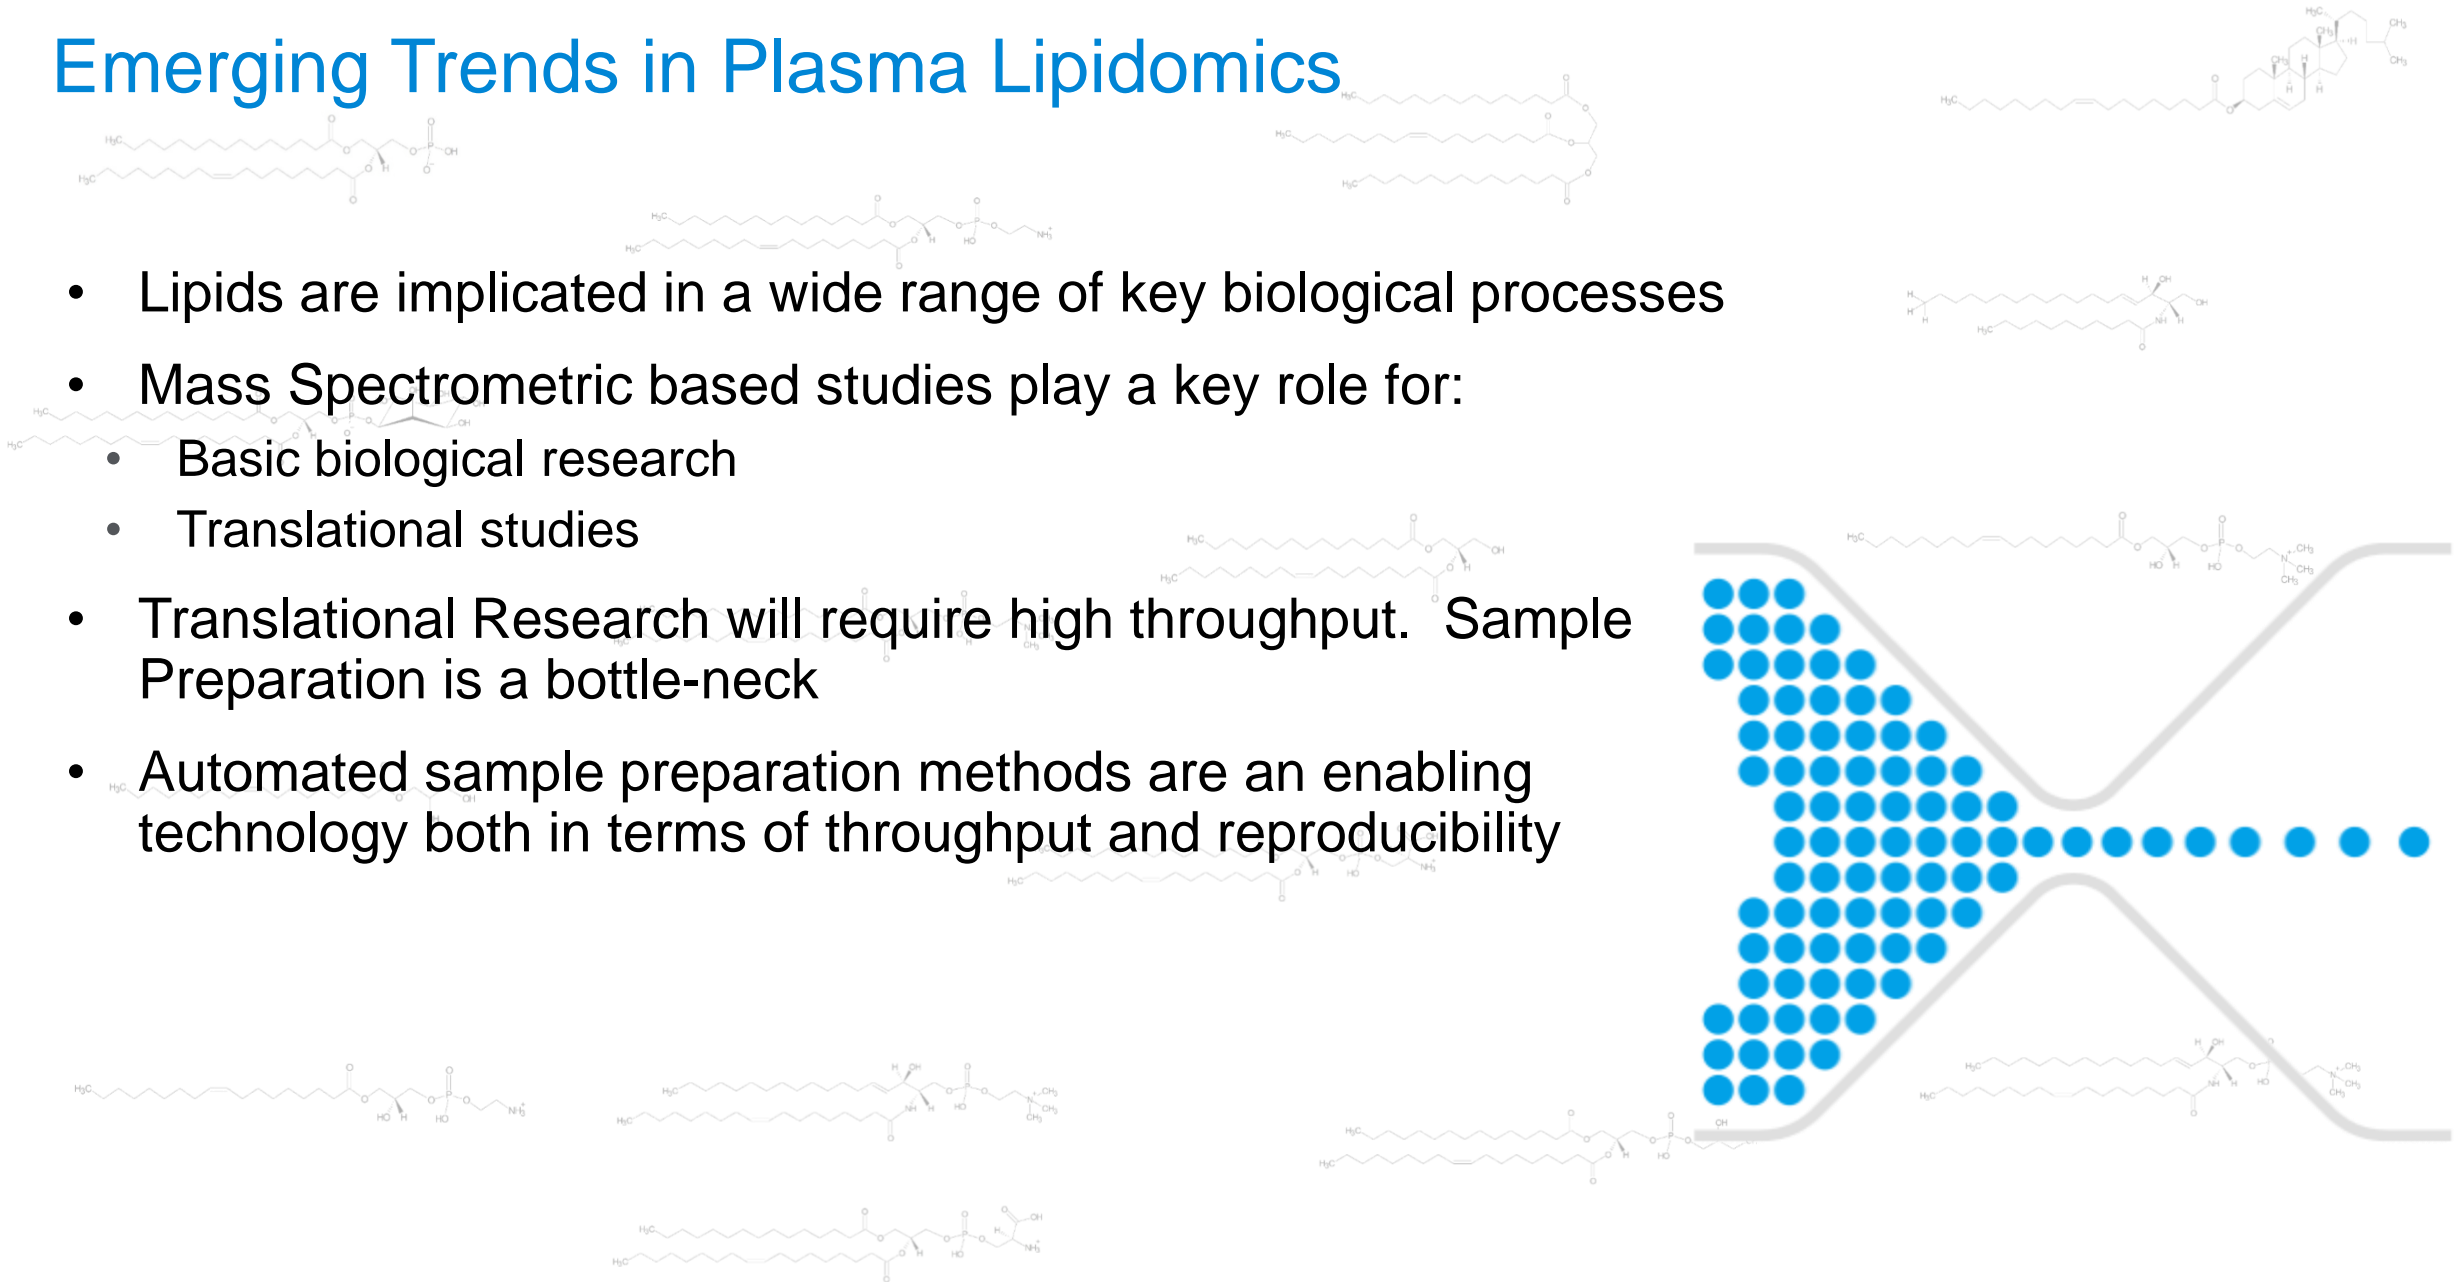 Emerging Trends in Plasma Lipidomics
• Lipids are implicated in a wide range of key biological processes
• Mass Spectrometric based studies play a key role for:
• Basic biological research
• Translational studies
• Translational Research will require high throughput.  Sample
Preparation is a bottle-neck
• Automated sample preparation methods are an enabling
technology both in terms of throughput and reproducibility